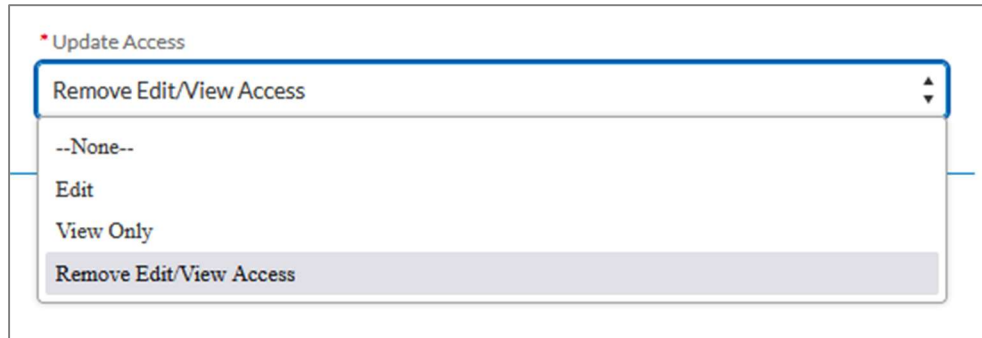 * Update Access
Remove Edit/View Access
--None--
Edit
View Only
Remove Edit/View Access